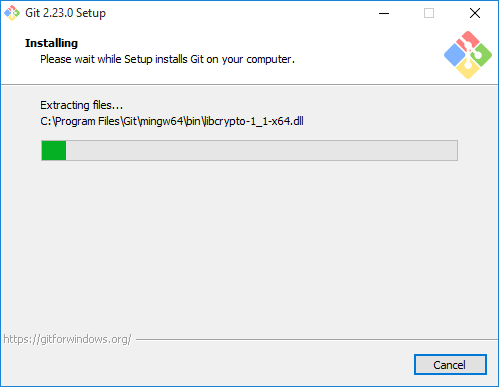 Git 2.23.0 Setup
Installing
Please wait while Setup installs Git on your computer.
Extracting files...
C:\Program Files\Git\mingw64\bin\libcrypto-1_1-x64.dll
https://gitforwindows.org/
Cancel